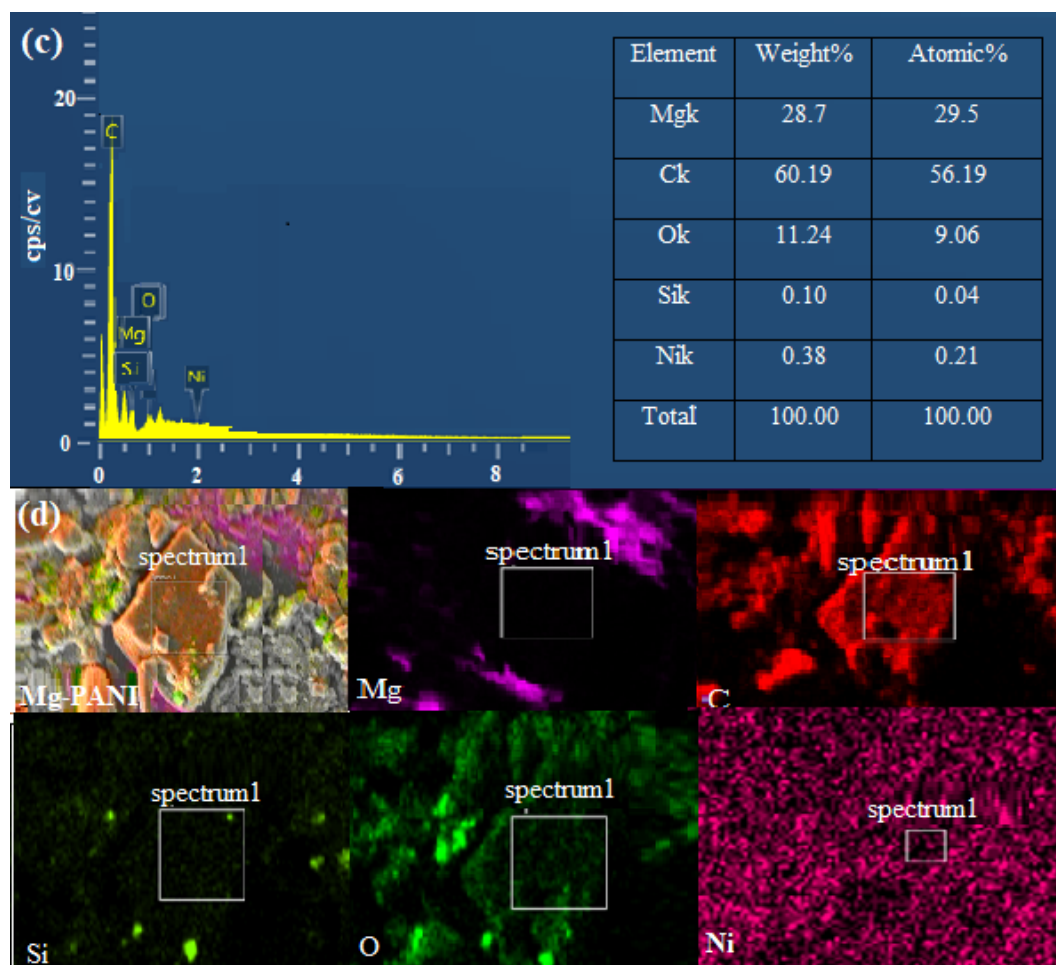 (c)
20
10
0
cps/cv
C
O
Mg
Si
Ni
0 2 4 6 8
Element Weight% Atomic%
Mgk 28.7 29.5
Ck 60.19 56.19
Ok 11.24 9.06
Sik 0.10 0.04
Nik 0.38 0.21
Total 100.00 100.00
(d)
spectrum1
Mg-PANI
spectrum1
Mg
spectrum1
C
spectrum1
Si
spectrum1
O
spectrum1
Ni